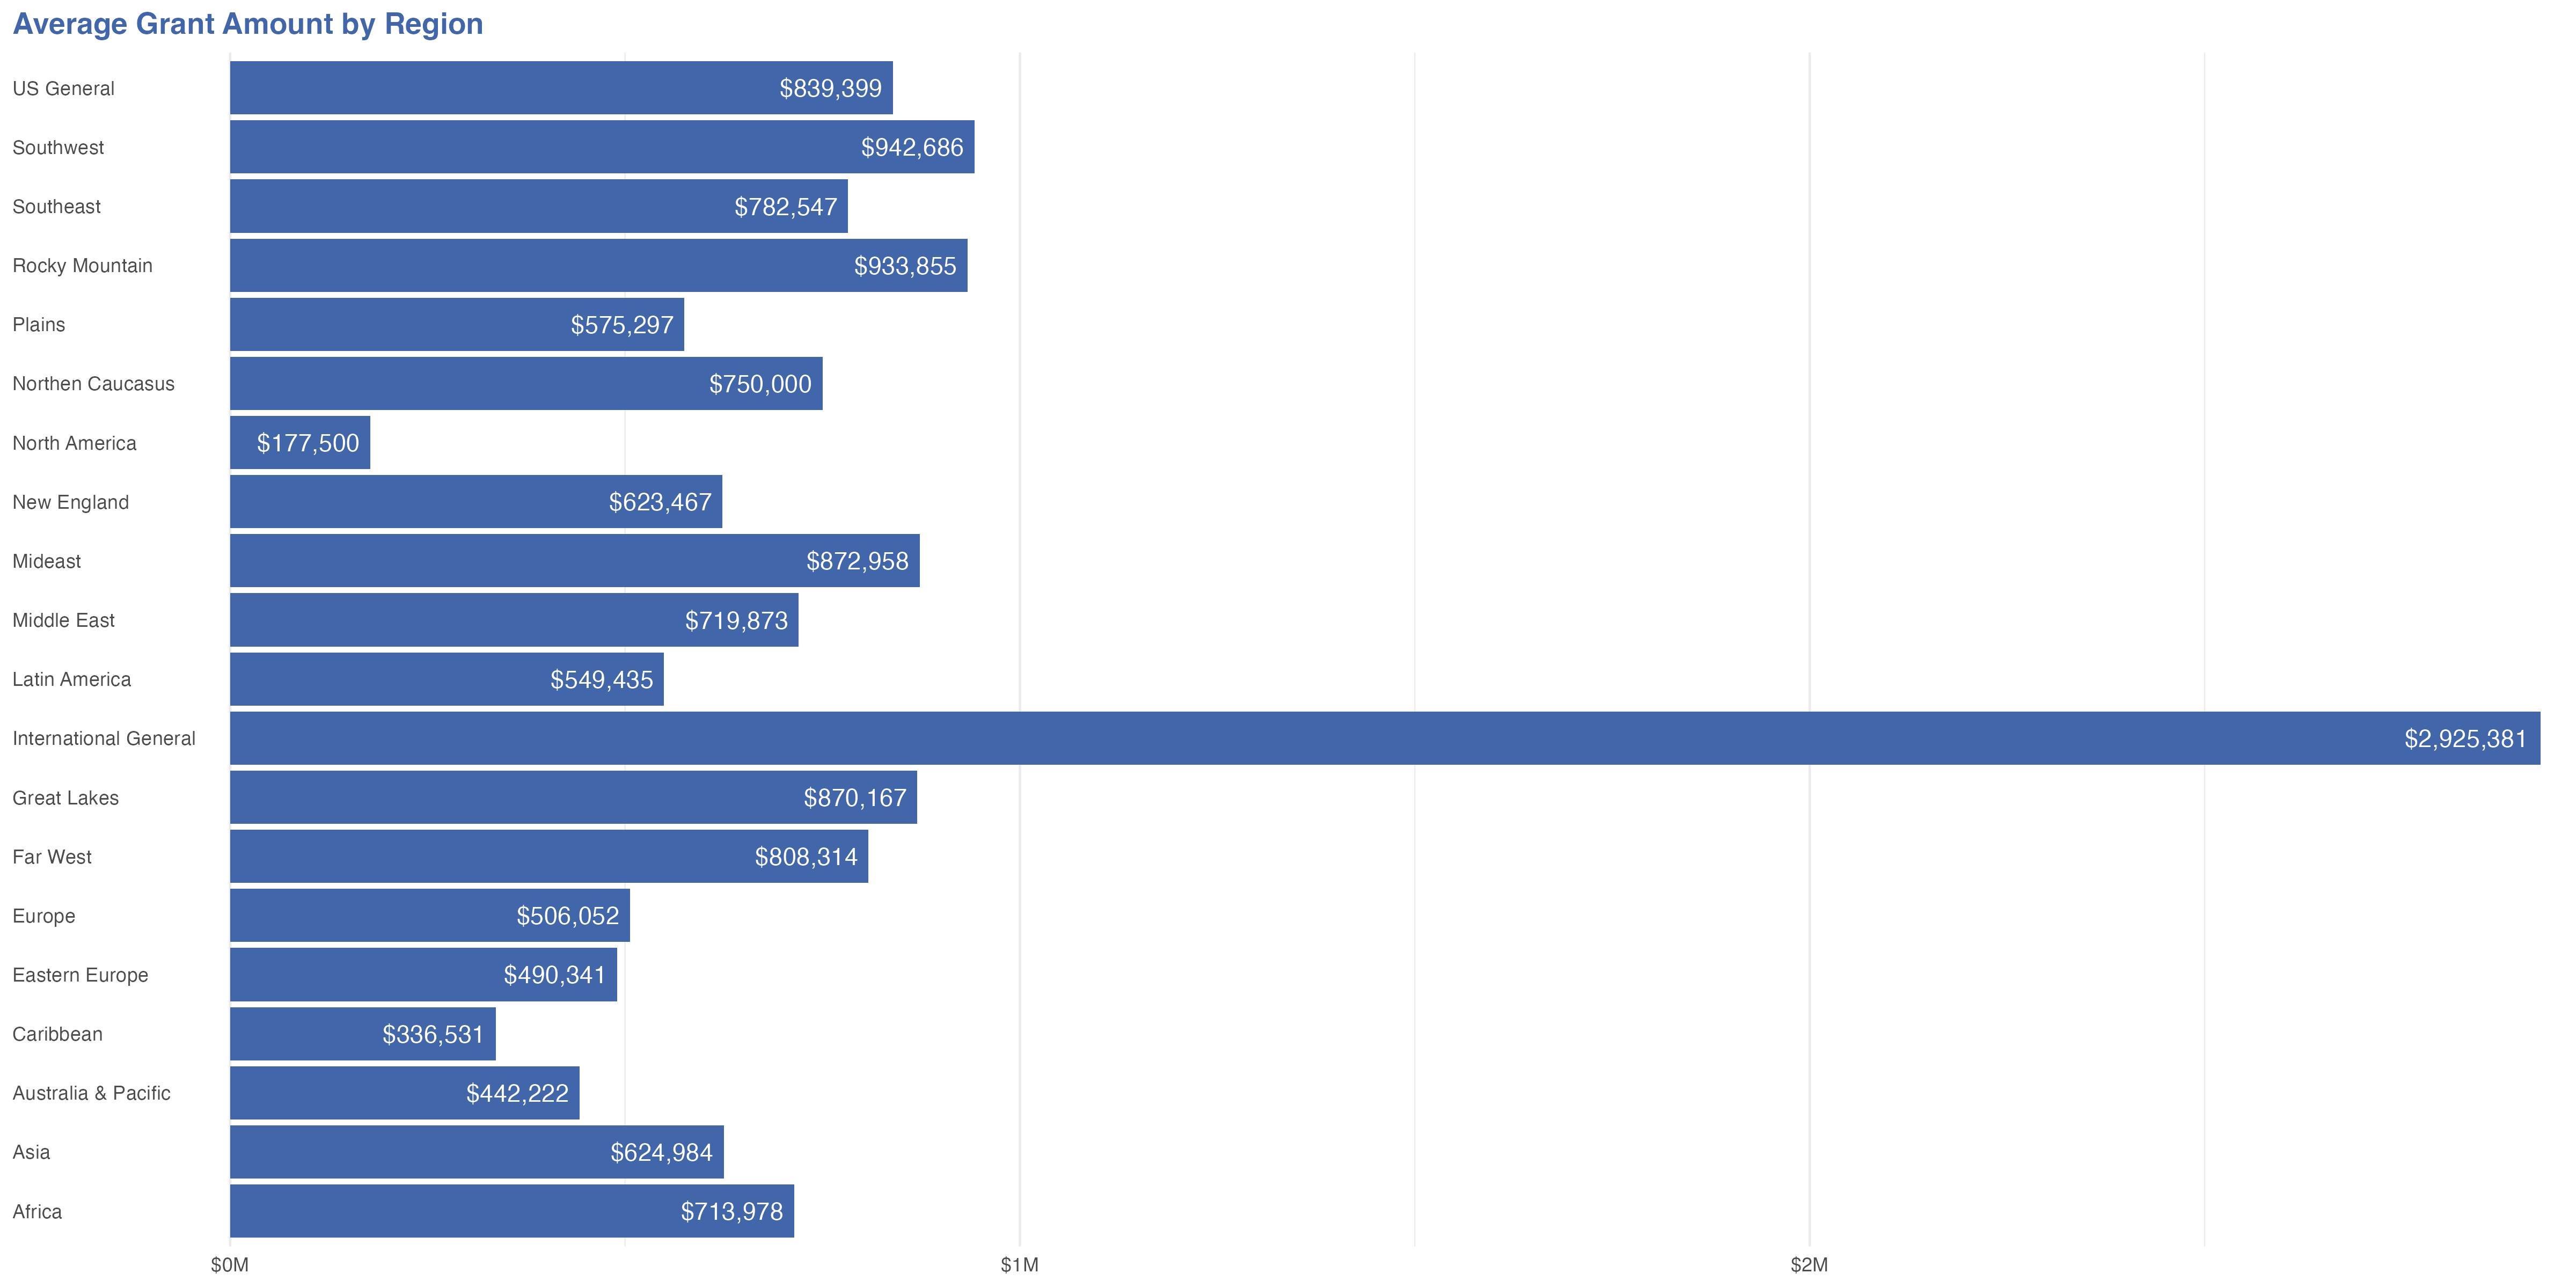 Average Grant Amount by Region
US General $839,399
Southwest $942,686
Southeast $782,547
Rocky Mountain $933,855
Plains $575,297
Northen Caucasus $750,000
North America $177,500
New England $623,467
Mideast $872,958
Middle East $719,873
Latin America $549,435
International General $2,925,381
Great Lakes $870,167
Far West $808,314
Europe $506,052
Eastern Europe $490,341
Caribbean $336,531
Australia & Pacific $442,222
Asia $624,984
Africa $713,978
$0M $1M $2M